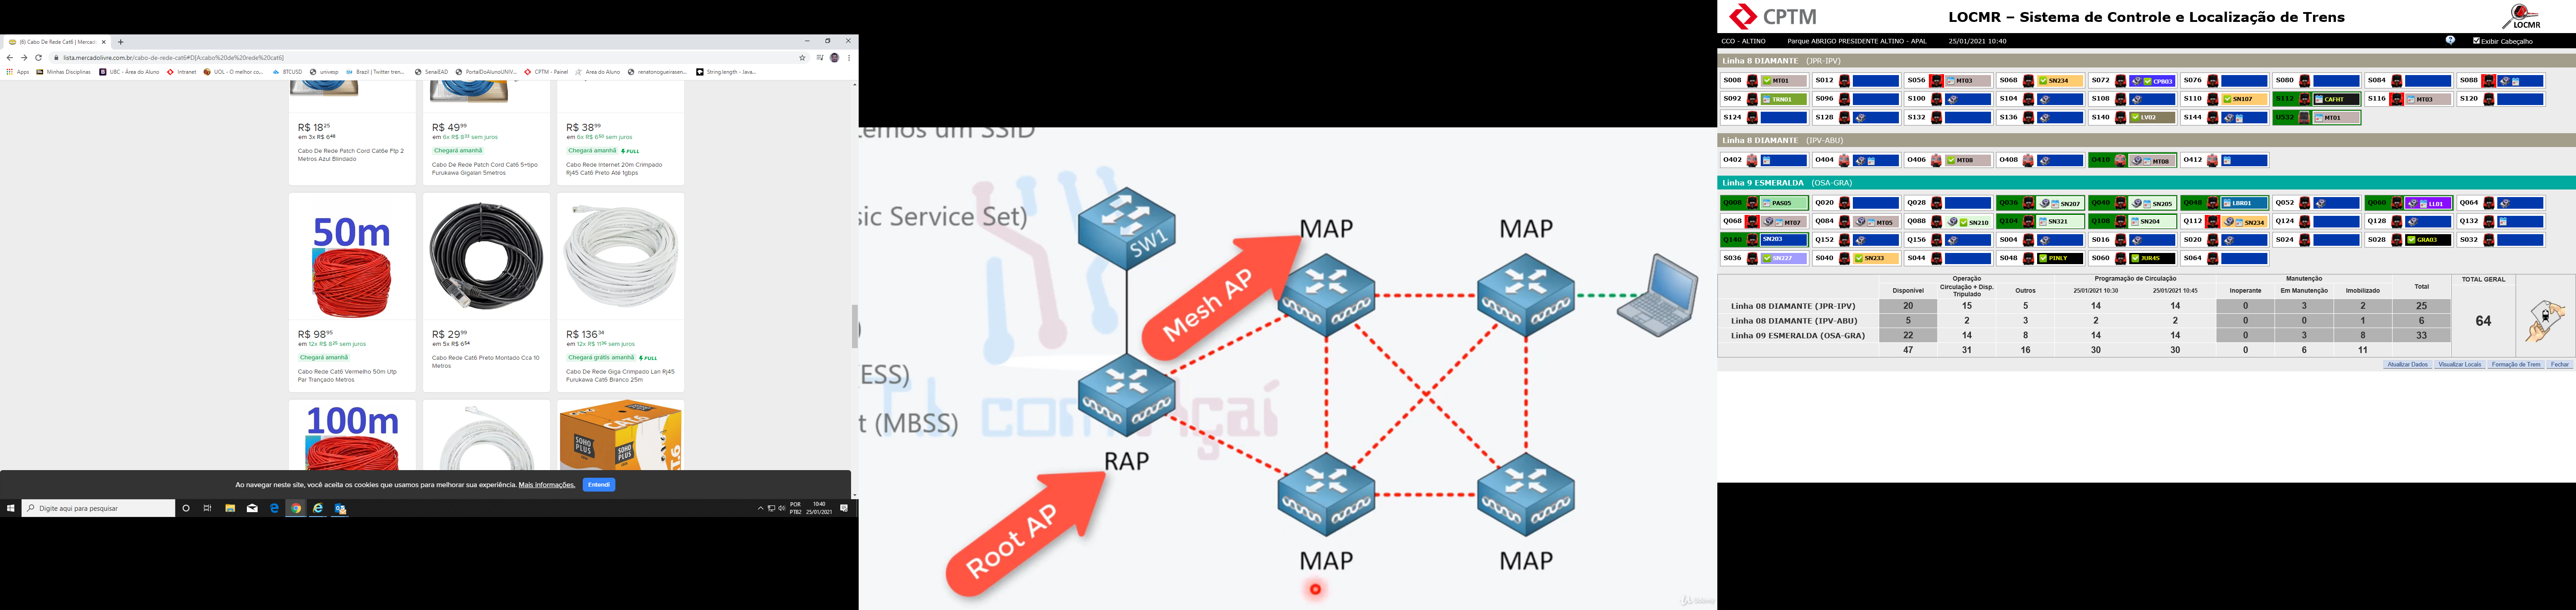 (6) Cabo De Rede Cat6 | Mercado
lista.mercadolivre.com.br/cabo-de-rede-cat6#D[A:cabo%20de%20rede%20cat6]
Apps Minhas Disciplinas UBC - Área do Aluno Intranet UOL - O melhor co... BTCUSD univesp Brazil | Twitter tren... SenaiEAD PortalDoAlunoUNIV... CPTM - Painel Área do Aluno renatonogueirasen... String.length - Java...
R$ 18 25
em 3x R$ 6 48
Cabo De Rede Patch Cord Cat6e Ftp 2
Metros Azul Blindado
R$ 49 99
em 6x R$ 8 33 sem juros
Chegará amanhã
Cabo De Rede Patch Cord Cat6 5+tipo
Furukawa Gigalan 5metros
R$ 38 99
em 6x R$ 6 50 sem juros
Chegará amanhã FULL
Cabo Rede Internet 20m Crimpado
Rj45 Cat6 Preto Até 1gbps
50m
R$ 98 95
em 12x R$ 8 25 sem juros
Chegará amanhã
Cabo Rede Cat6 Vermelho 50m Utp
Par Trançado Metros
R$ 29 99
em 5x R$ 6 54
Cabo Rede Cat6 Preto Montado Cca 10
Metros
R$ 136 34
em 12x R$ 11 36 sem juros
Chegará grátis amanhã FULL
Cabo De Rede Giga Crimpado Lan Rj45
Furukawa Cat6 Branco 25m
100m
SOHO PLUS
SOHO PLUS
CAT.6
T.6
Ao navegar neste site, você aceita os cookies que usamos para melhorar sua experiência. Mais informações. Entendi
Digite aqui para pesquisar
POR
PTB2
10:40
25/01/2021
temos um SSID
sic Service Set)
ESS)
t (MBSS)
SW1
RAP
MAP
MAP
MAP
MAP
Mesh AP
Root AP
TI com Açaí
CPTM
LOCMR – Sistema de Controle e Localização de Trens
LOCMR
CCO - ALTINO Parque ABRIGO PRESIDENTE ALTINO - APAL 25/01/2021 10:40 Exibir Cabeçalho
Linha 8 DIAMANTE (JPR-IPV)
S008 MT01 S012 S056 MT03 S068 SN234 S072 CPB03 S076 S080 S084 S088
S092 TRN01 S096 S100 S104 S108 S110 SN107 S112 CAFHT S116 MT03 S120
S124 S128 S132 S136 S140 LV02 S144 U532 MT01
Linha 8 DIAMANTE (IPV-ABU)
O402 O404 O406 MT08 O408 O410 MT08 O412
Linha 9 ESMERALDA (OSA-GRA)
Q008 PAS05 Q020 Q028 Q036 SN207 Q040 SN205 Q048 LBR01 Q052 Q060 LL01 Q064
Q068 MT07 Q084 MT05 Q088 SN210 Q104 SN321 Q108 SN204 Q112 SN234 Q124 Q128 Q132
Q140 SN203 Q152 Q156 S004 S016 S020 S024 S028 GRA03 S032
S036 SN227 S040 SN233 S044 S048 PINLY S060 JUR4S S064
Operação Programação de Circulação Manutenção
Disponível Circulação + Disp. Tripulado Outros 25/01/2021 10:30 25/01/2021 10:45 Inoperante Em Manutenção Imobilizado Total TOTAL GERAL
Linha 08 DIAMANTE (JPR-IPV) 20 15 5 14 14 0 3 2 25
Linha 08 DIAMANTE (IPV-ABU) 5 2 3 2 2 0 0 1 6
Linha 09 ESMERALDA (OSA-GRA) 22 14 8 14 14 0 3 8 33
47 31 16 30 30 0 6 11
64
Atualizar Dados Visualizar Locais Formação de Trem Fechar